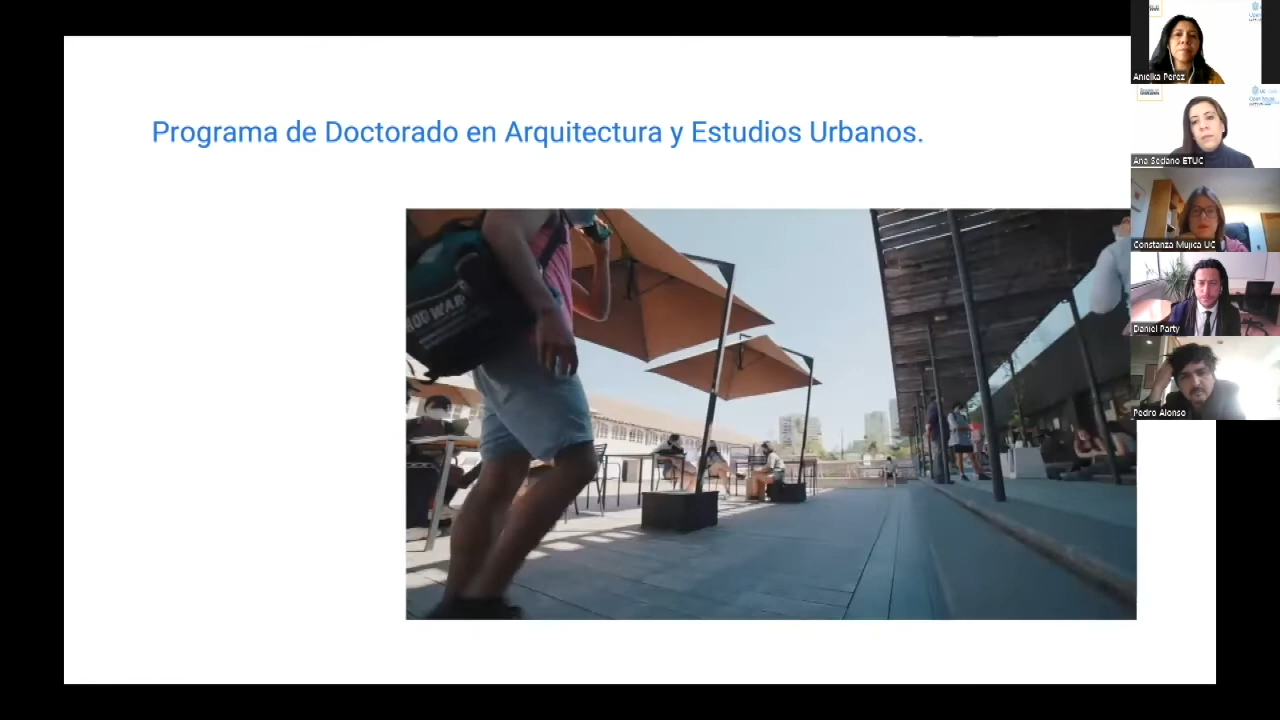 Programa de Doctorado en Arquitectura y Estudios Urbanos.
Anielka Perez
Ana Sedano ETUC
Constanza Mujica UC
Daniel Party
Pedro Alonso